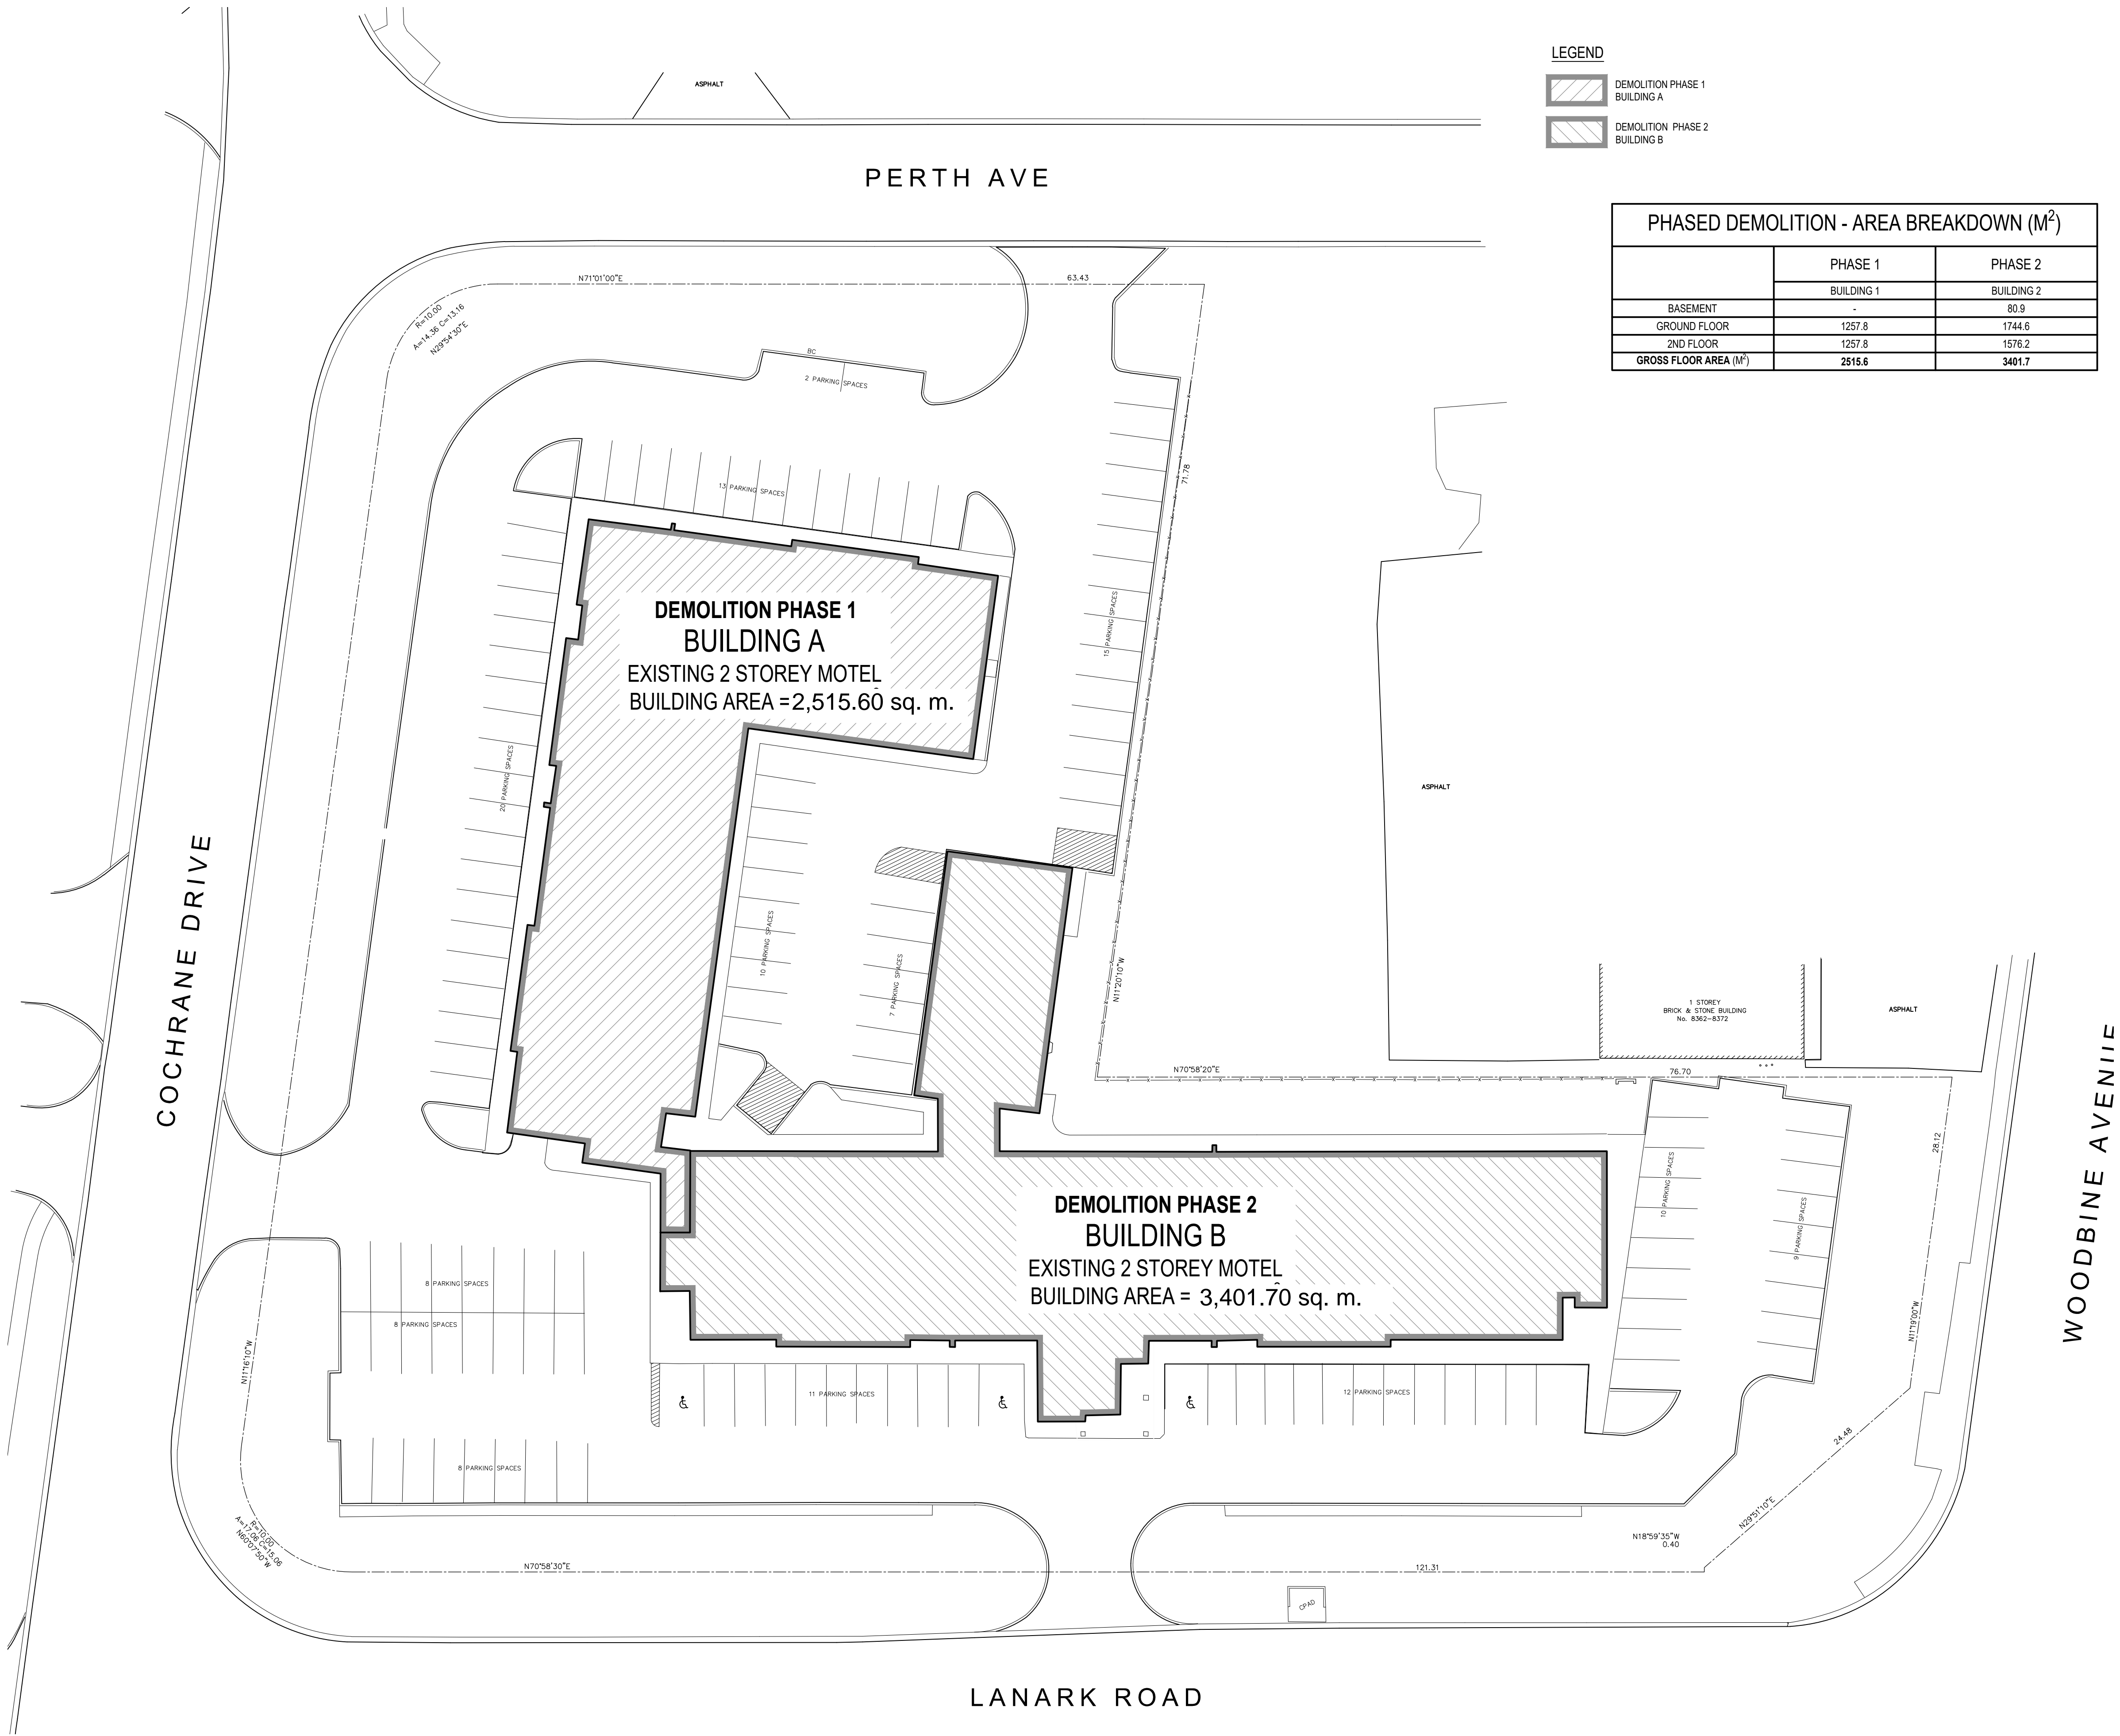 LEGEND
DEMOLITION PHASE 1
BUILDING A
DEMOLITION PHASE 2
BUILDING B
ASPHALT
PERTH AVE
PHASED DEMOLITION - AREA BREAKDOWN (M2)
PHASE 1 PHASE 2
BUILDING 1 BUILDING 2
BASEMENT - 80.9
GROUND FLOOR 1257.8 1744.6
2ND FLOOR 1257.8 1576.2
GROSS FLOOR AREA (M2) 2515.6 3401.7
N71°01'00"E
63.43
R=10.00
A=14.36 C=13.16
N29°54'30"E
BC
2 PARKING SPACES
13 PARKING SPACES
71.78
DEMOLITION PHASE 1
BUILDING A
EXISTING 2 STOREY MOTEL
BUILDING AREA = 2,515.60 sq. m.
15 PARKING SPACES
20 PARKING SPACES
ASPHALT
COCHRANE DRIVE
10 PARKING SPACES
7 PARKING SPACES
N11°20'10"W
1 STOREY
BRICK & STONE BUILDING
No. 8362-8372
ASPHALT
N70°58'20"E
76.70
WOODBINE AVENUE
28.12
10 PARKING SPACES
9 PARKING SPACES
DEMOLITION PHASE 2
BUILDING B
EXISTING 2 STOREY MOTEL
BUILDING AREA = 3,401.70 sq. m.
8 PARKING SPACES
8 PARKING SPACES
N11°16'10"W
N11°19'00"W
11 PARKING SPACES
12 PARKING SPACES
24.48
8 PARKING SPACES
N29°51'10"E
R=10.00
A=17.06 C=15.06
N60°07'50"W
N18°59'35"W
0.40
N70°58'30"E
121.31
CPAD
LANARK ROAD